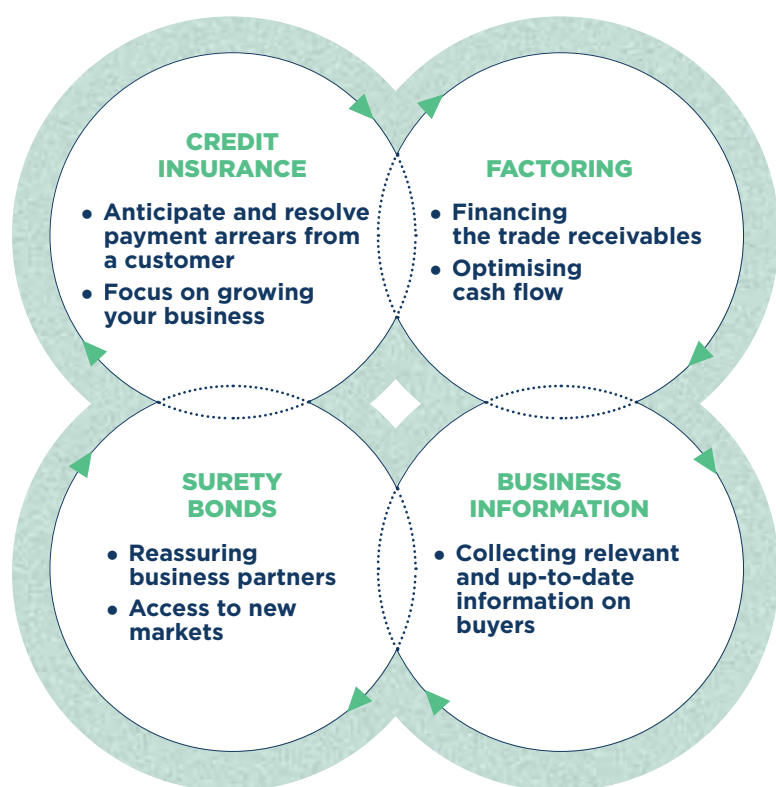 CREDIT
INSURANCE
• Anticipate and resolve
payment arrears from
a customer
• Focus on growing
your business
FACTORING
• Financing
the trade receivables
• Optimising
cash flow
SURETY
BONDS
• Reassuring
business partners
• Access to new
markets
BUSINESS
INFORMATION
• Collecting relevant
and up-to-date
information on
buyers